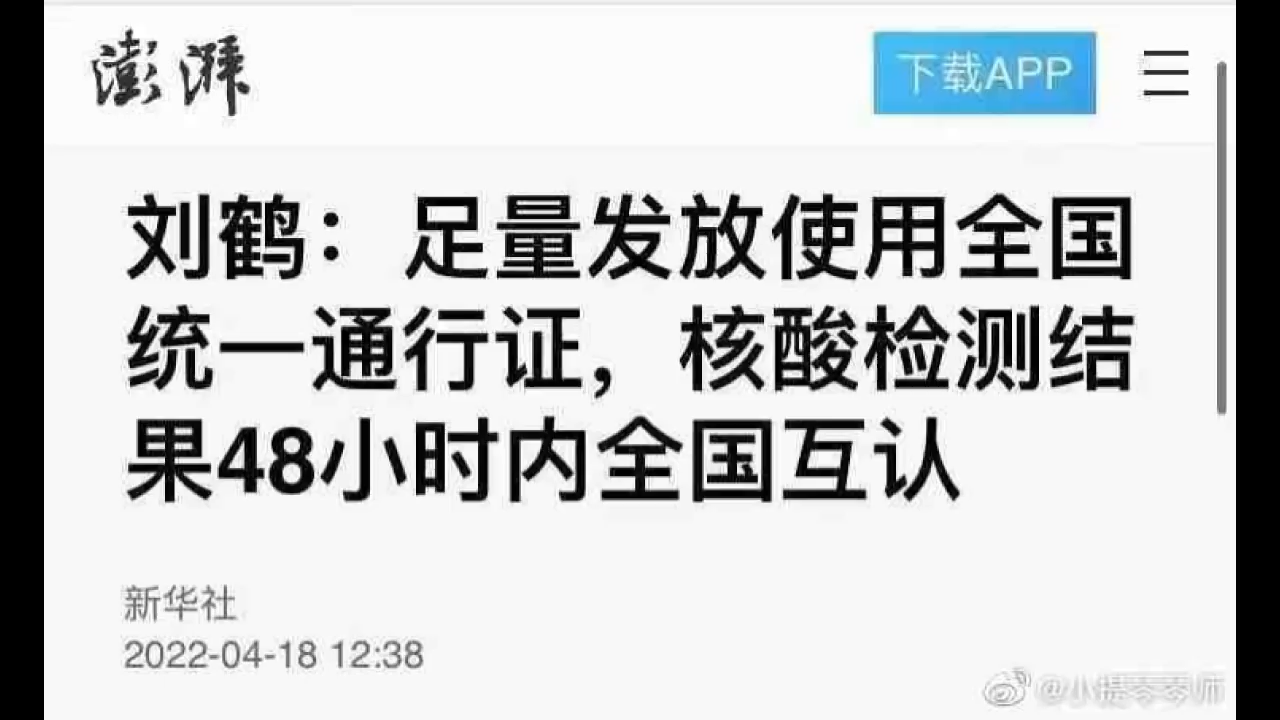 澎湃
下载APP
刘鹤：足量发放使用全国
统一通行证，核酸检测结
果48小时内全国互认
新华社
2022-04-18 12:38